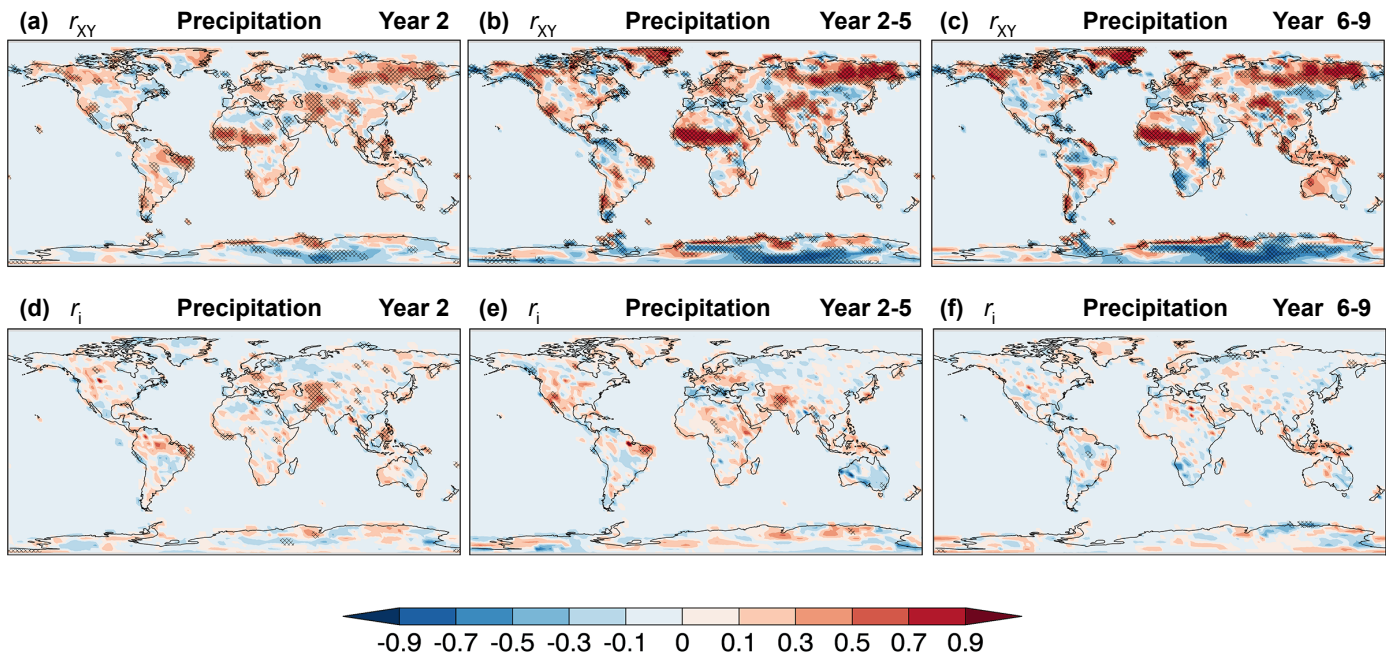 (a) rXY Precipitation Year 2
(b) rXY Precipitation Year 2-5
(c) rXY Precipitation Year 6-9
(d) ri Precipitation Year 2
(e) ri Precipitation Year 2-5
(f) ri Precipitation Year 6-9
-0.9 -0.7 -0.5 -0.3 -0.1 0 0.1 0.3 0.5 0.7 0.9